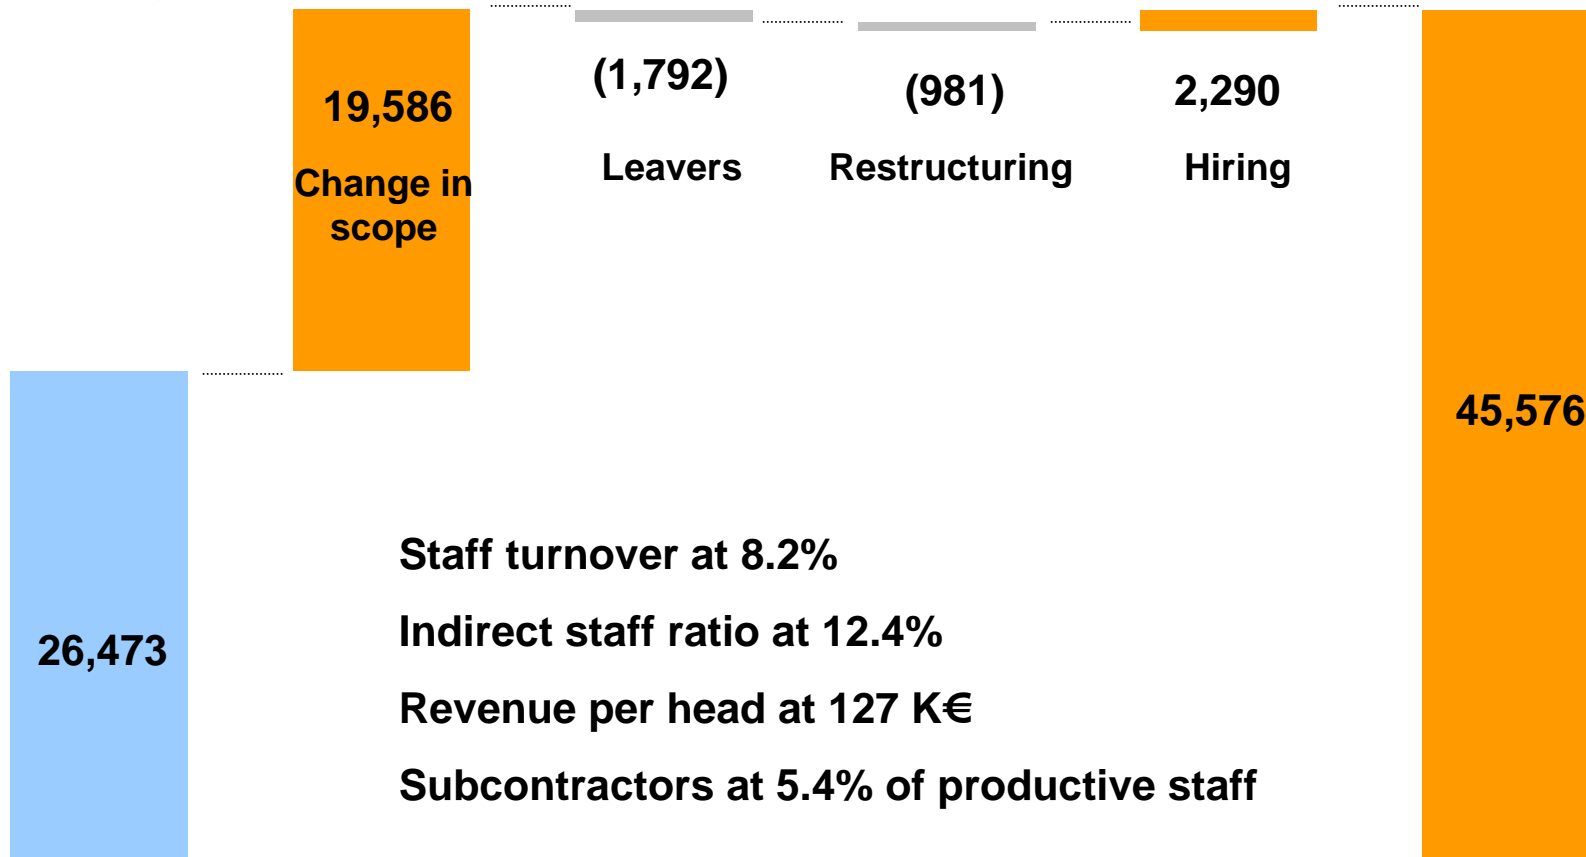 19,586
Change in
scope
(1,792)
Leavers
(981)
Restructuring
2,290
Hiring
45,576
26,473
Staff turnover at 8.2%
Indirect staff ratio at 12.4%
Revenue per head at 127 K€
Subcontractors at 5.4% of productive staff